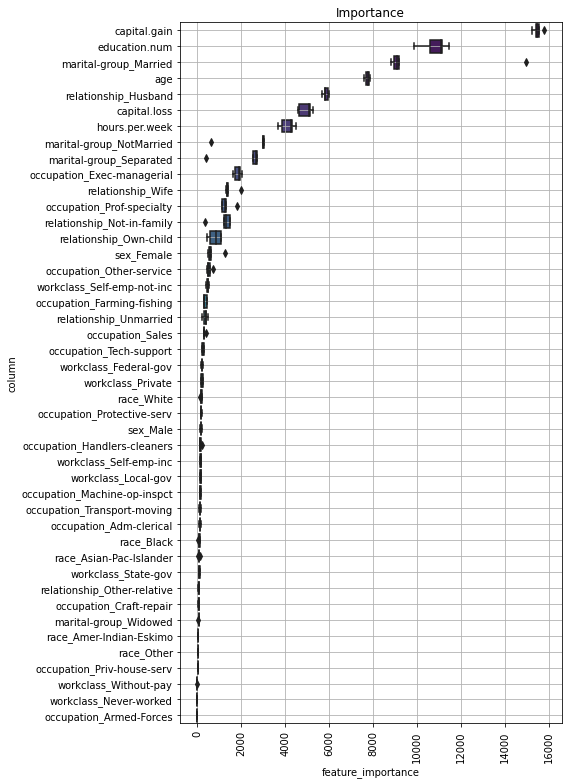 Importance
capital.gain
education.num
marital-group_Married
age
relationship_Husband
capital.loss
hours.per.week
marital-group_NotMarried
marital-group_Separated
occupation_Exec-managerial
relationship_Wife
occupation_Prof-specialty
relationship_Not-in-family
relationship_Own-child
sex_Female
occupation_Other-service
workclass_Self-emp-not-inc
occupation_Farming-fishing
relationship_Unmarried
occupation_Sales
occupation_Tech-support
workclass_Federal-gov
workclass_Private
race_White
occupation_Protective-serv
sex_Male
occupation_Handlers-cleaners
workclass_Self-emp-inc
workclass_Local-gov
occupation_Machine-op-inspct
occupation_Transport-moving
occupation_Adm-clerical
race_Black
race_Asian-Pac-Islander
workclass_State-gov
relationship_Other-relative
occupation_Craft-repair
marital-group_Widowed
race_Amer-Indian-Eskimo
race_Other
occupation_Priv-house-serv
workclass_Without-pay
workclass_Never-worked
occupation_Armed-Forces
column
0
2000
4000
6000
8000
10000
12000
14000
16000
feature_importance